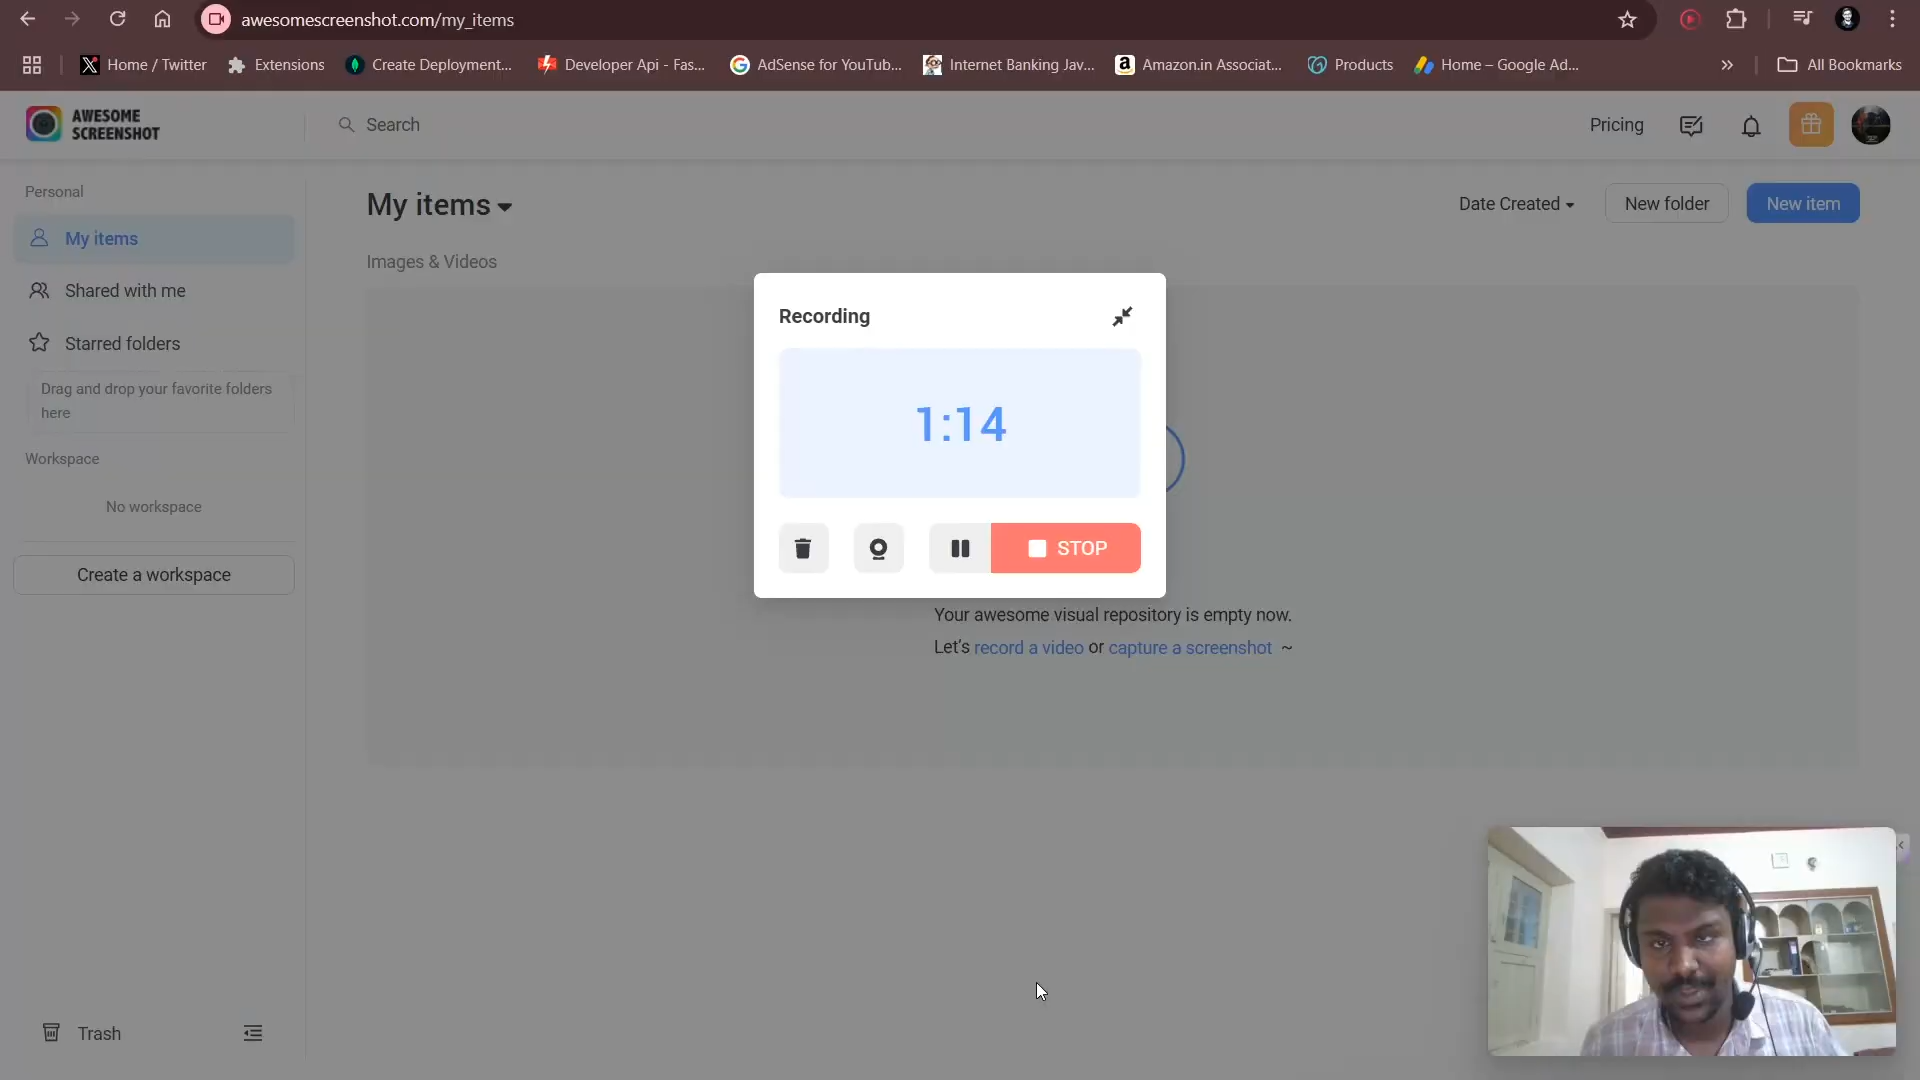 awesomescreenshot.com/my_items
Home / Twitter
Extensions
Create Deployment...
Developer Api - Fas...
AdSense for YouTub...
Internet Banking Jav...
Amazon.in Associat...
Products
Home – Google Ad...
All Bookmarks
AWESOME
SCREENSHOT
Search
Pricing
Personal
My items
Shared with me
Starred folders
Drag and drop your favorite folders
here
Workspace
No workspace
Create a workspace
Trash
My items
Date Created
New folder
New item
Images & Videos
Recording
1:14
STOP
Your awesome visual repository is empty now.
Let's record a video or capture a screenshot ~